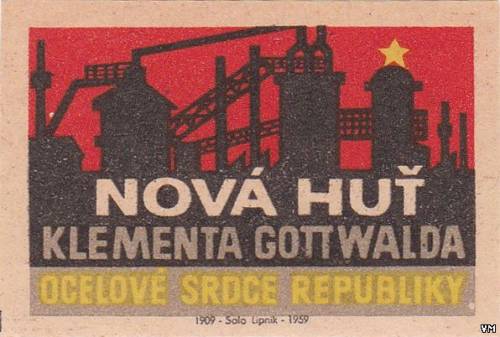 NOVÁ HUŤ
KLEMENTA GOTTWALDA
OCELOVÉ SRDCE REPUBLIKY
1909 - Solo Lipník - 1959
VM